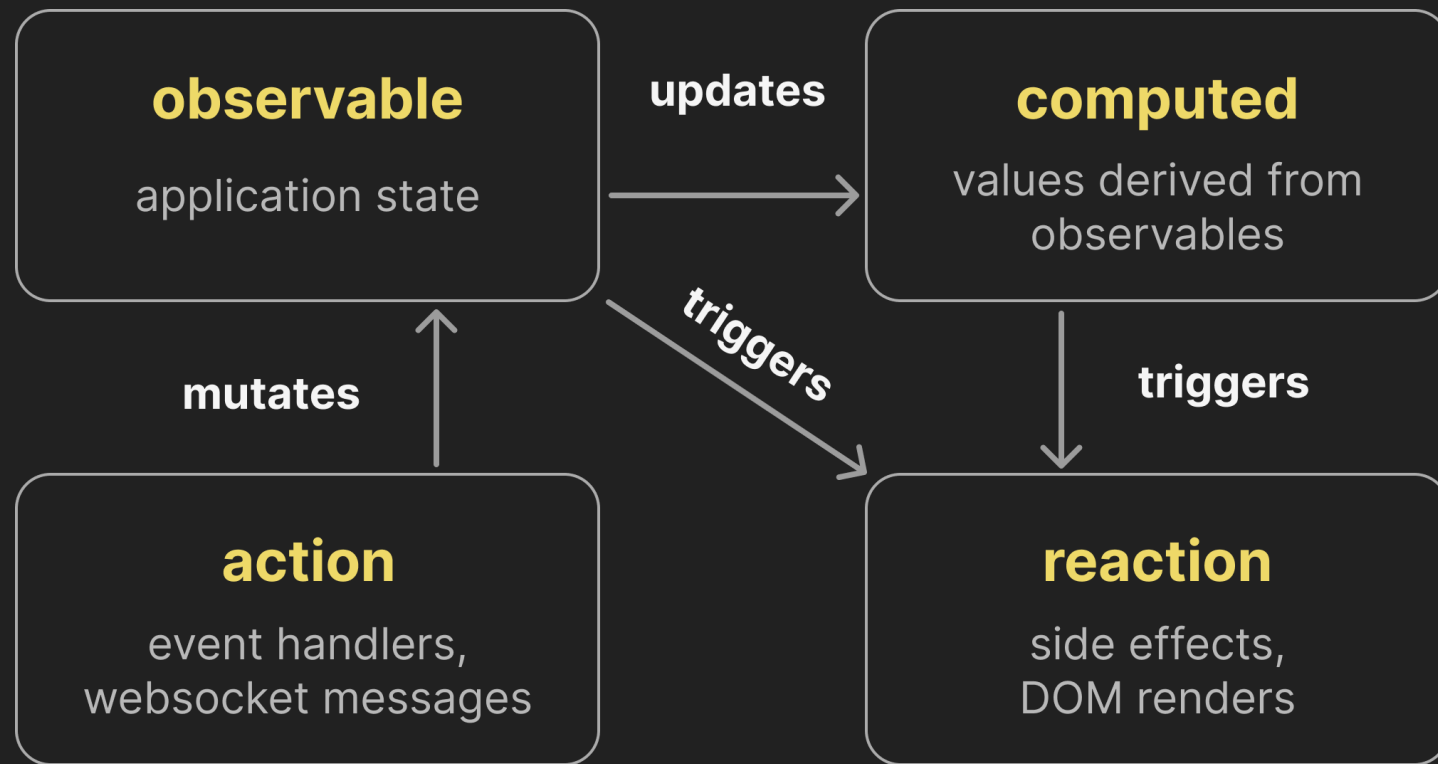 observable
application state
updates
computed
values derived from
observables
mutates
triggers
triggers
action
event handlers,
websocket messages
reaction
side effects,
DOM renders